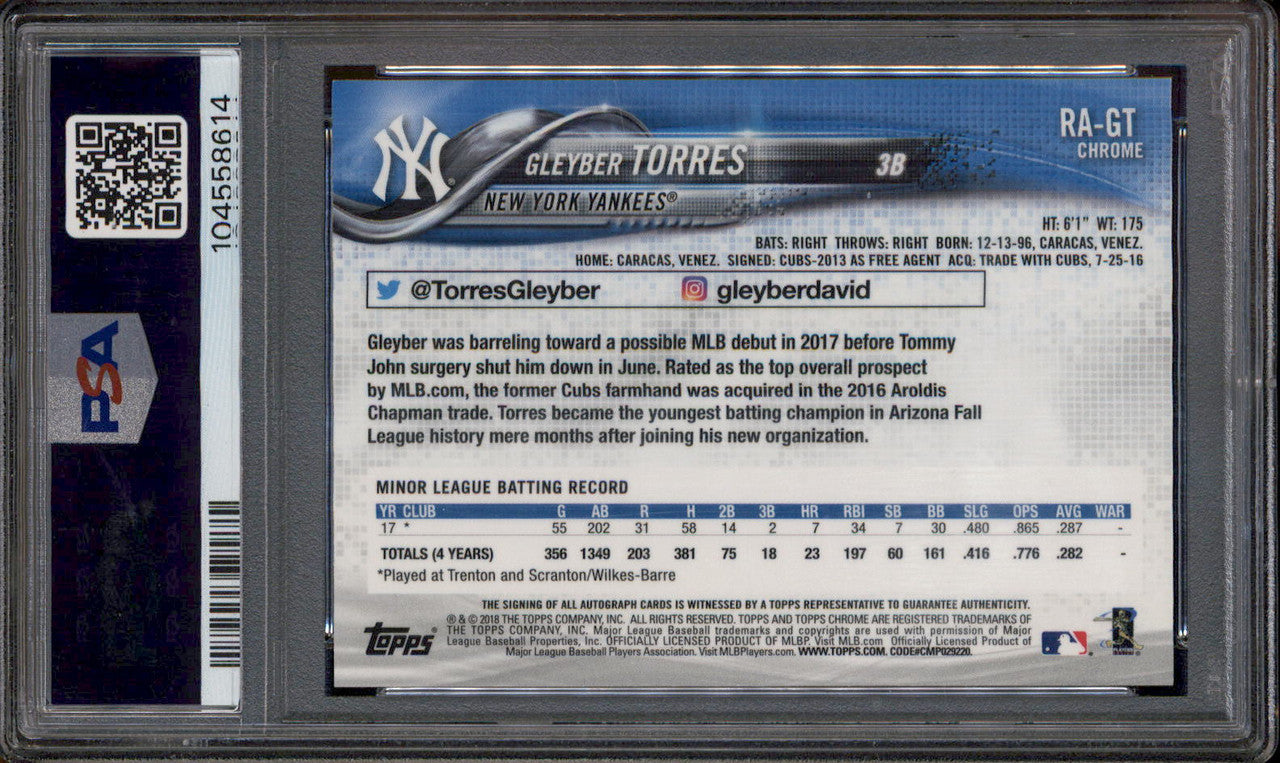 104558614
PSA
NY
GLEYBER TORRES 3B
NEW YORK YANKEES®
RA-GT
CHROME
HT: 6'1" WT: 175
BATS: RIGHT THROWS: RIGHT BORN: 12-13-96, CARACAS, VENEZ.
HOME: CARACAS, VENEZ. SIGNED: CUBS-2013 AS FREE AGENT ACQ: TRADE WITH CUBS, 7-25-16
@TorresGleyber gleyberdavid
Gleyber was barreling toward a possible MLB debut in 2017 before Tommy
John surgery shut him down in June. Rated as the top overall prospect
by MLB.com, the former Cubs farmhand was acquired in the 2016 Aroldis
Chapman trade. Torres became the youngest batting champion in Arizona Fall
League history mere months after joining his new organization.
MINOR LEAGUE BATTING RECORD
YR CLUB G AB R H 2B 3B HR RBI SB BB SLG OPS AVG WAR
17 * 55 202 31 58 14 2 7 34 7 30 .480 .865 .287 -
TOTALS (4 YEARS) 356 1349 203 381 75 18 23 197 60 161 .416 .776 .282 -
*Played at Trenton and Scranton/Wilkes-Barre
THE SIGNING OF ALL AUTOGRAPH CARDS IS WITNESSED BY A TOPPS REPRESENTATIVE TO GUARANTEE AUTHENTICITY.
topps
® & © 2018 THE TOPPS COMPANY, INC. ALL RIGHTS RESERVED. TOPPS AND TOPPS CHROME ARE REGISTERED TRADEMARKS OF
THE TOPPS COMPANY, INC. Major League Baseball trademarks and copyrights are used with permission of Major
League Baseball Properties, Inc. OFFICIALLY LICENSED PRODUCT OF MLBP. Visit MLB.com Officially Licensed Product of
Major League Baseball Players Association. Visit MLBPlayers.com. WWW.TOPPS.COM. CODE#CMP029220.